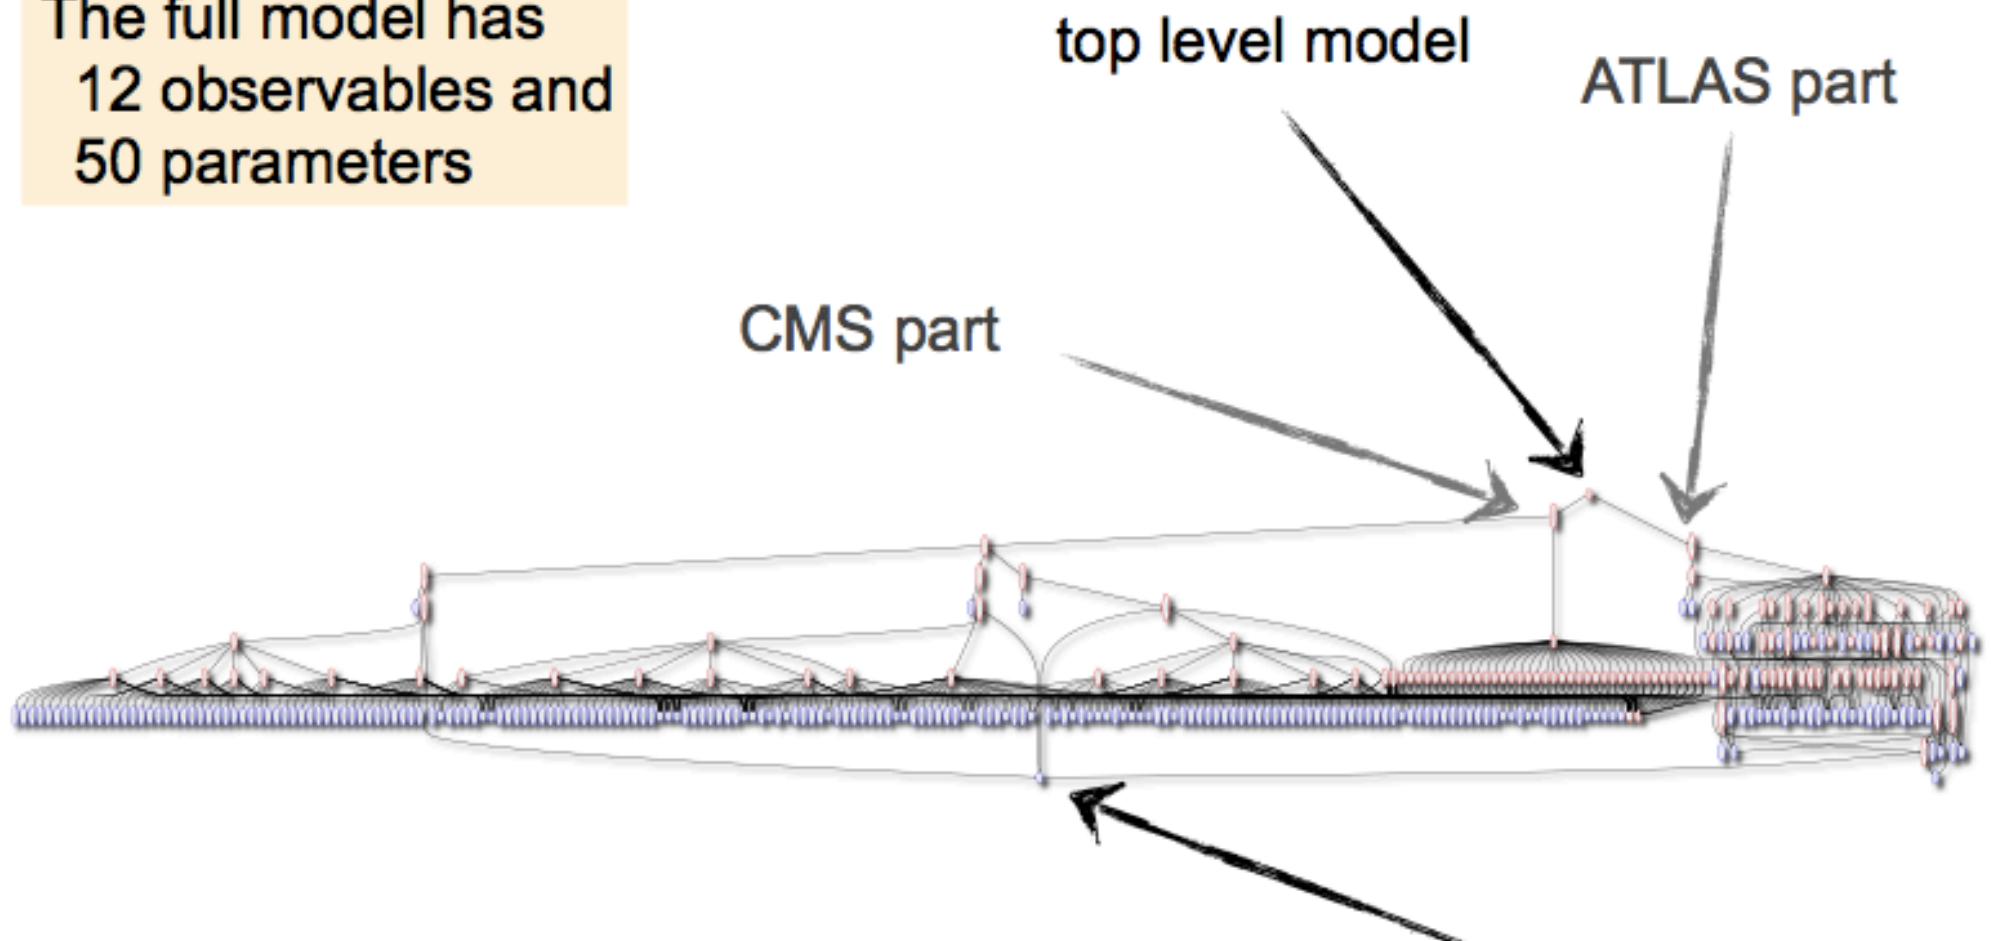 The full model has
12 observables and
50 parameters
top level model
ATLAS part
CMS part